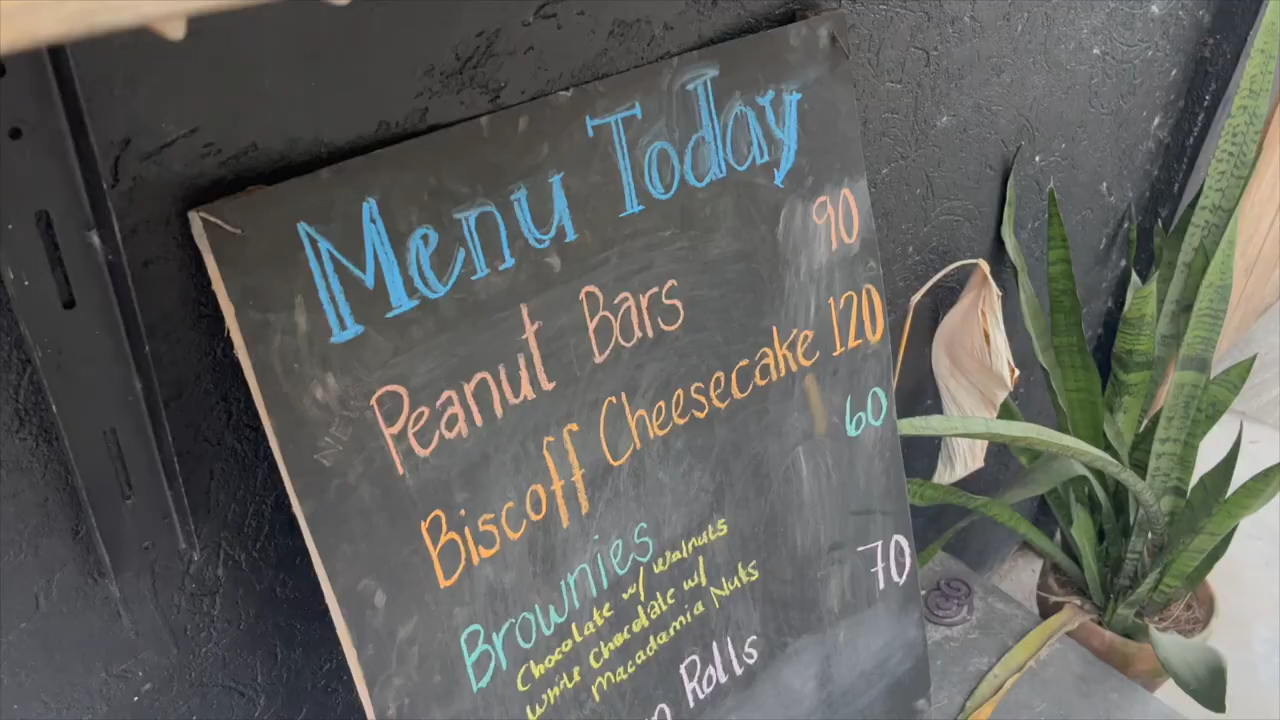 Menu Today
Peanut Bars 90
Biscoff Cheesecake 120
Brownies 60
Chocolate w/ Walnuts
White Chocolate w/
Macadamia Nuts
Rolls 70